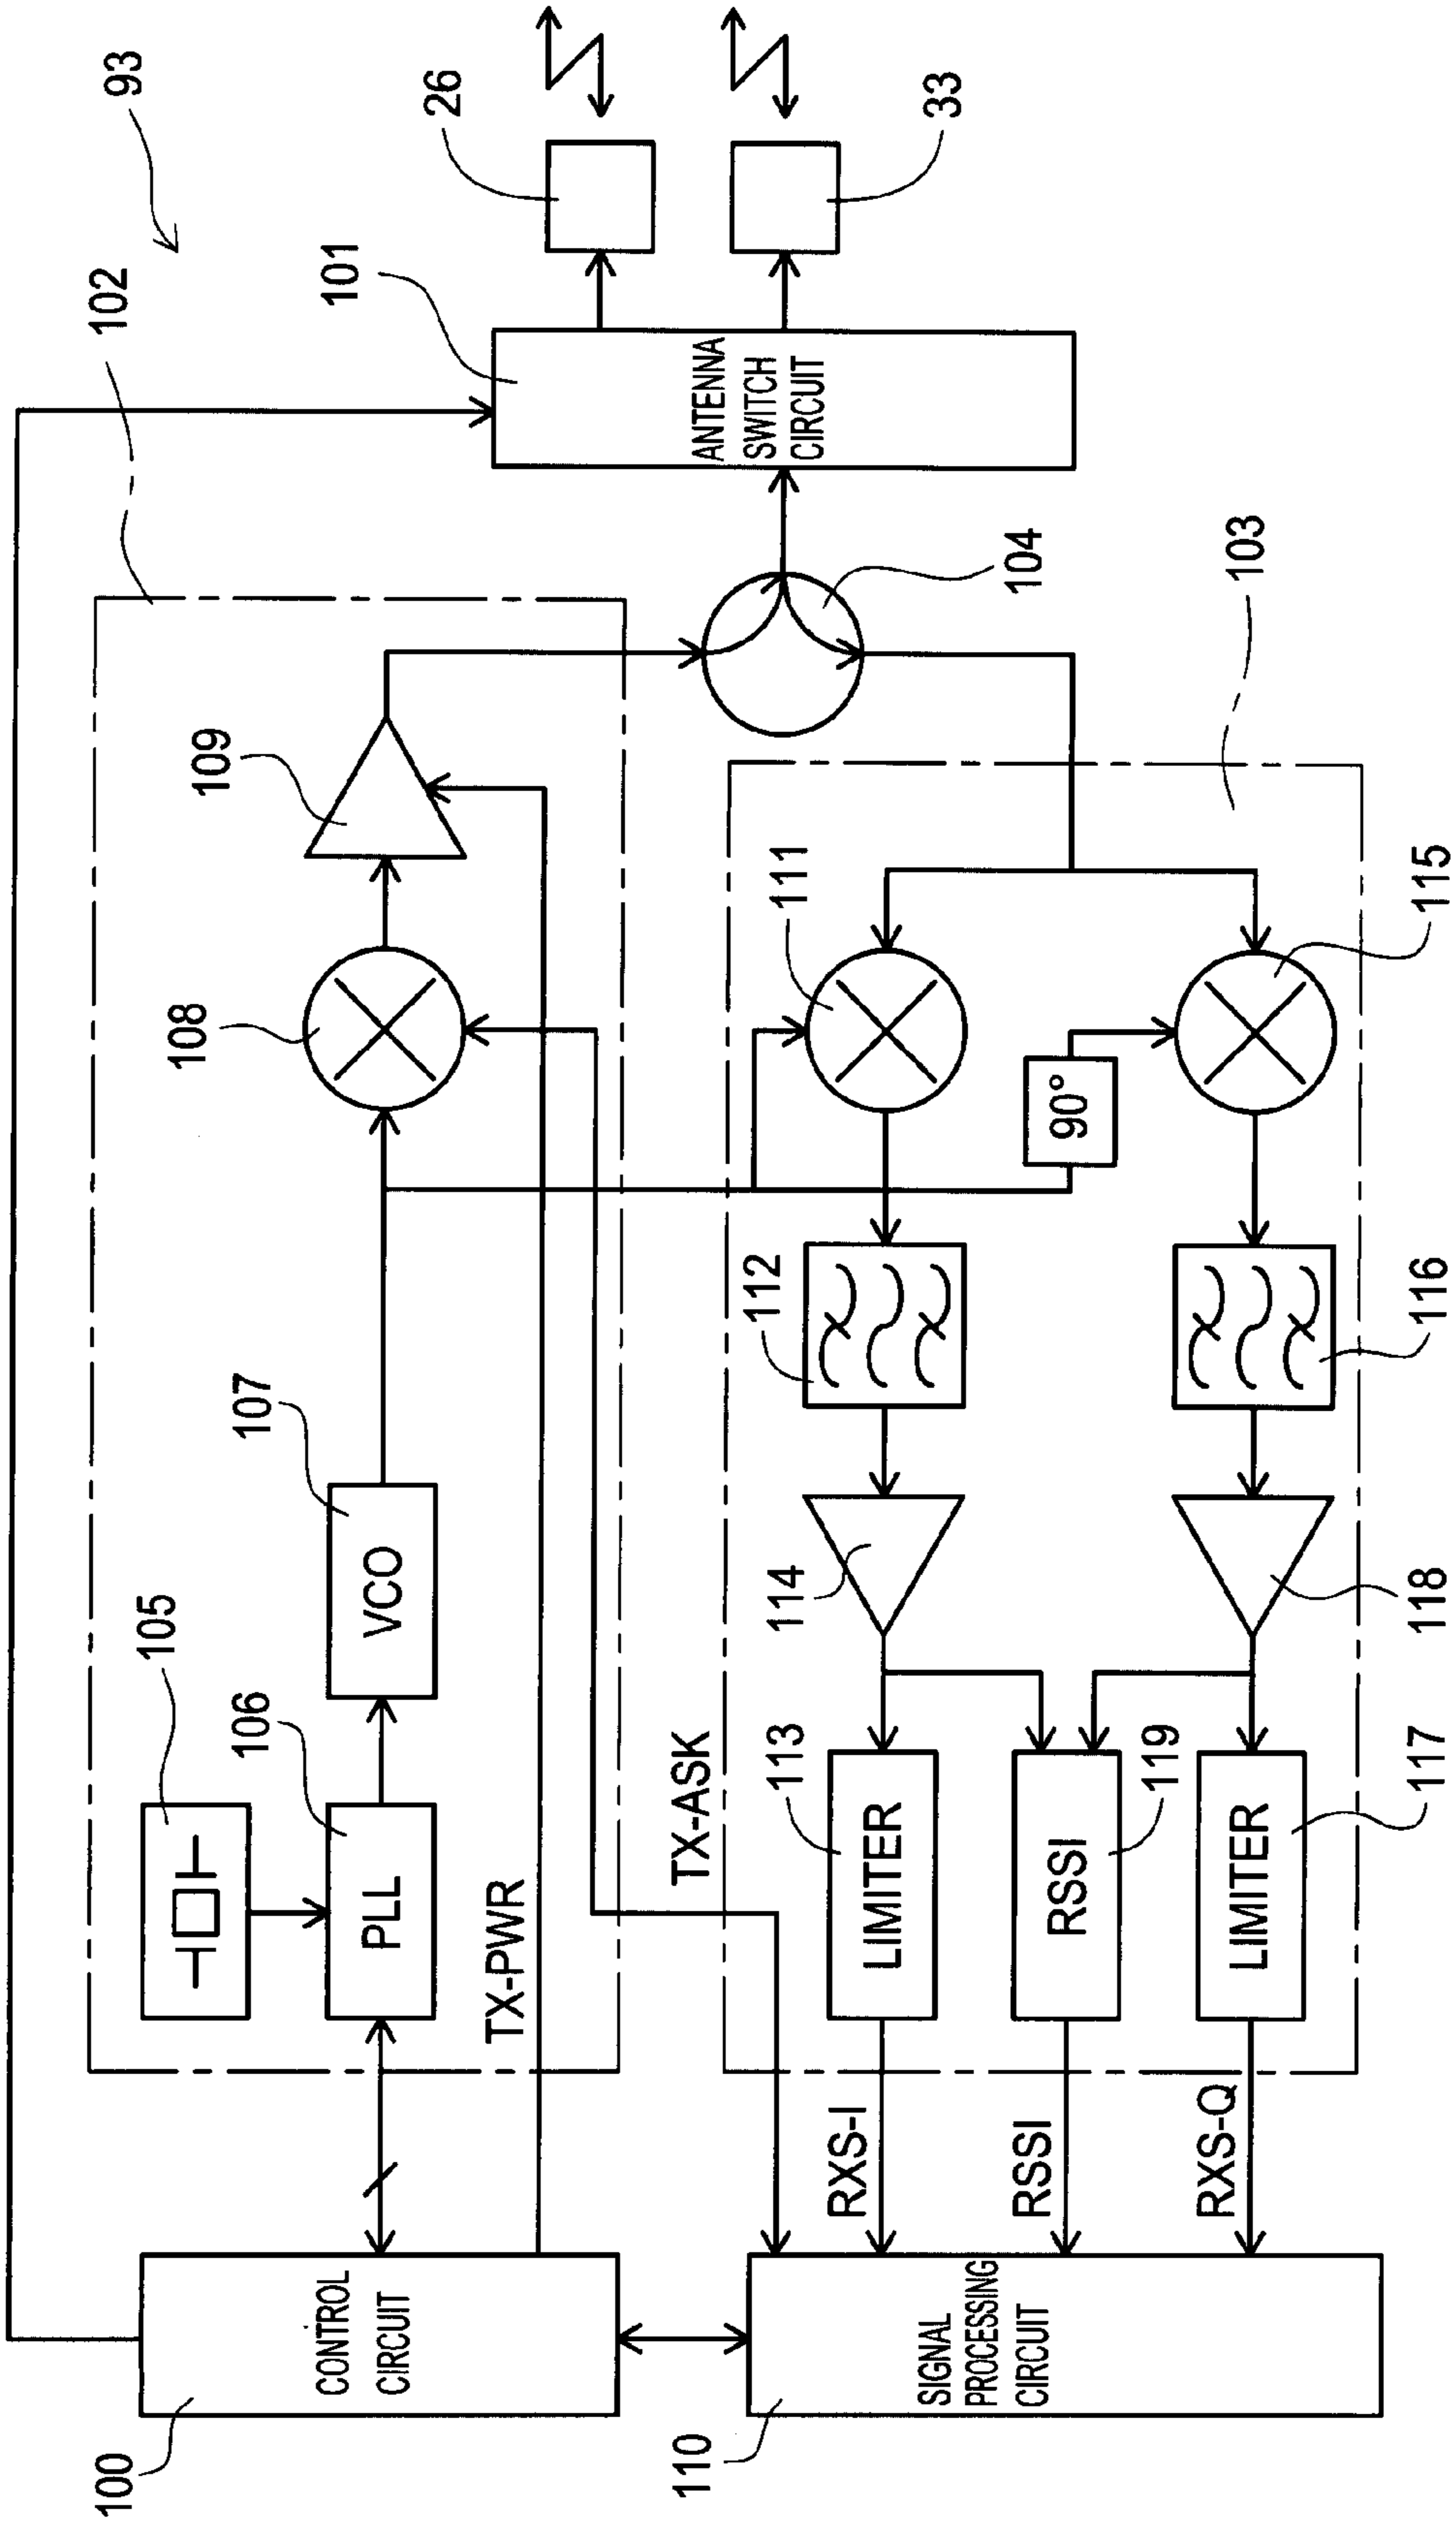 93
102
101
26
33
ANTENNA
SWITCH
CIRCUIT
104
103
109
108
111
115
90°
107
VCO
105
106
PLL
112
116
114
118
TX-PWR
TX-ASK
113
LIMITER
119
RSSI
117
LIMITER
RXS-I
RSSI
RXS-Q
100
CONTROL
CIRCUIT
110
SIGNAL
PROCESSING
CIRCUIT